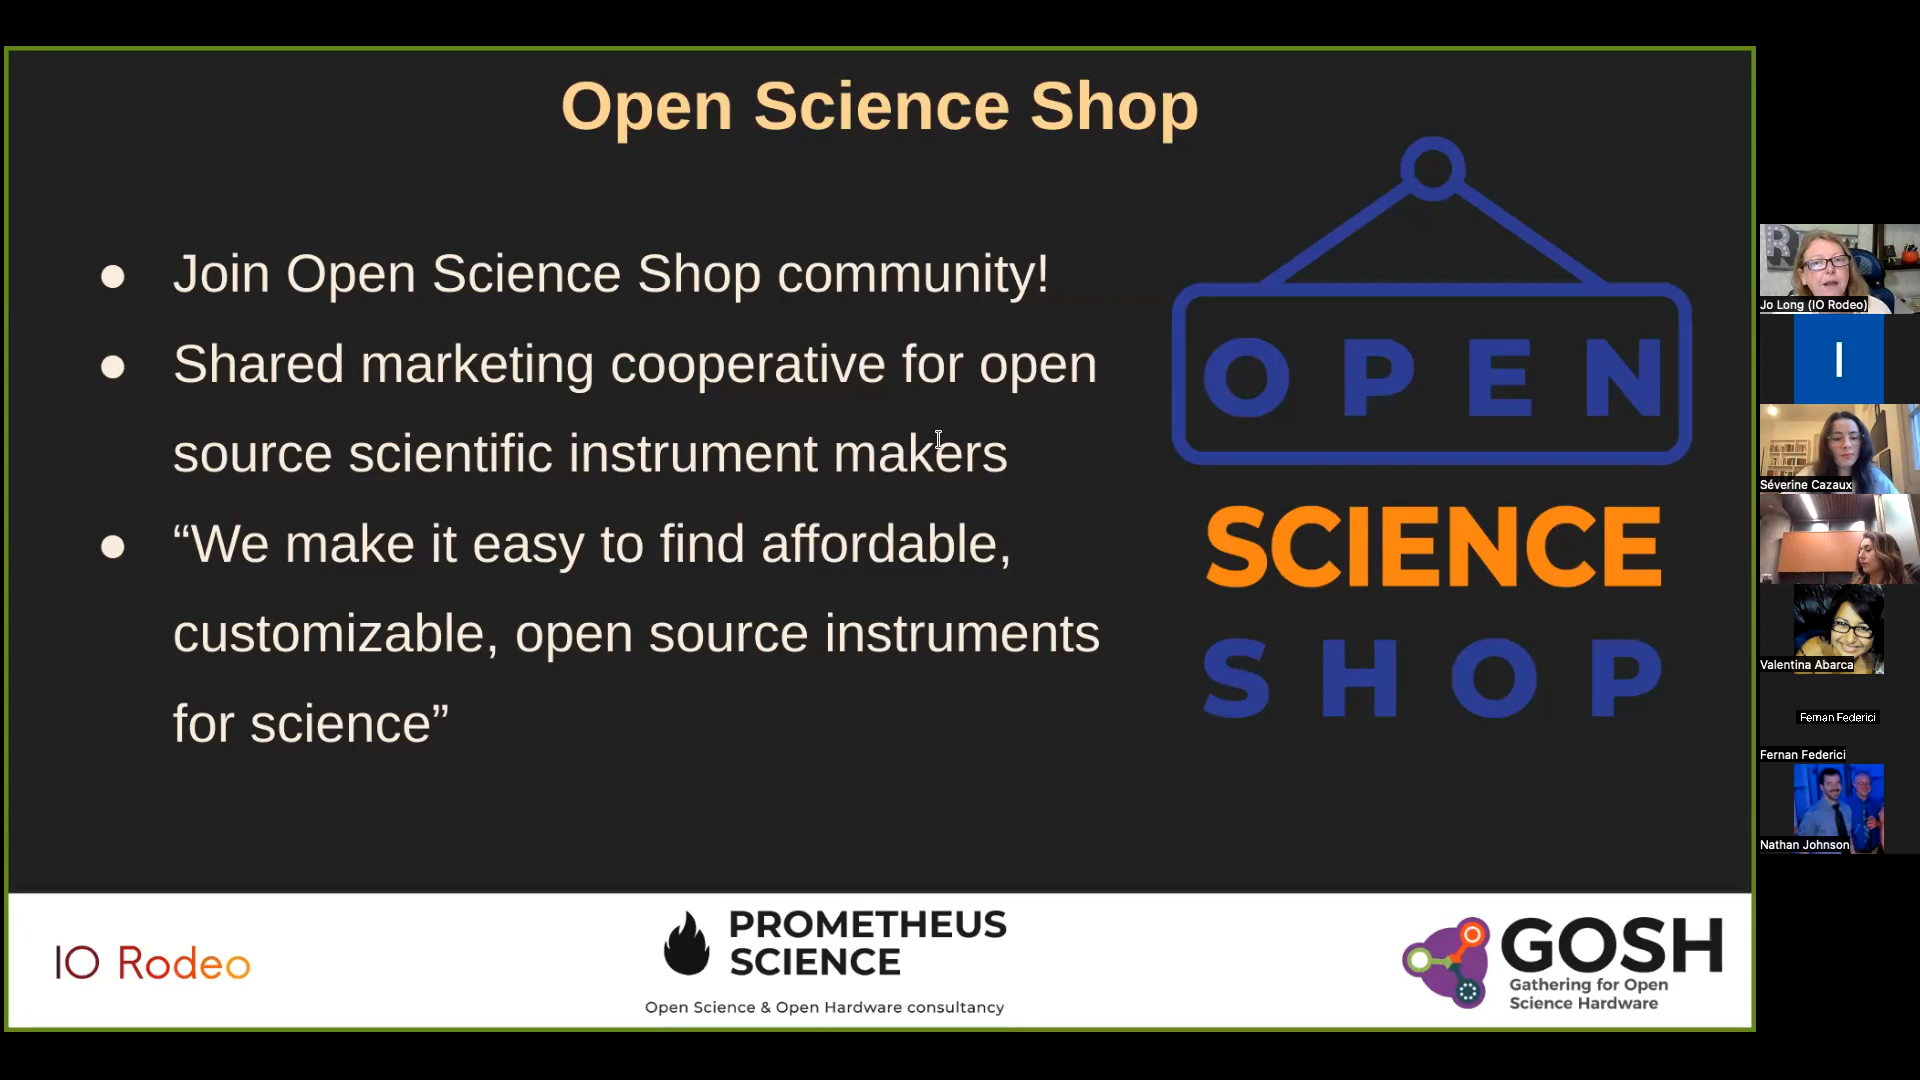 Open Science Shop
● Join Open Science Shop community!
● Shared marketing cooperative for open
source scientific instrument makers
● “We make it easy to find affordable,
customizable, open source instruments
for science”
OPEN
SCIENCE
SHOP
IO Rodeo
PROMETHEUS
SCIENCE
Open Science & Open Hardware consultancy
GOSH
Gathering for Open
Science Hardware
R
Jo Long (IO Rodeo)
I
Séverine Cazaux
Valentina Abarca
Fernan Federici
Fernan Federici
Nathan Johnson